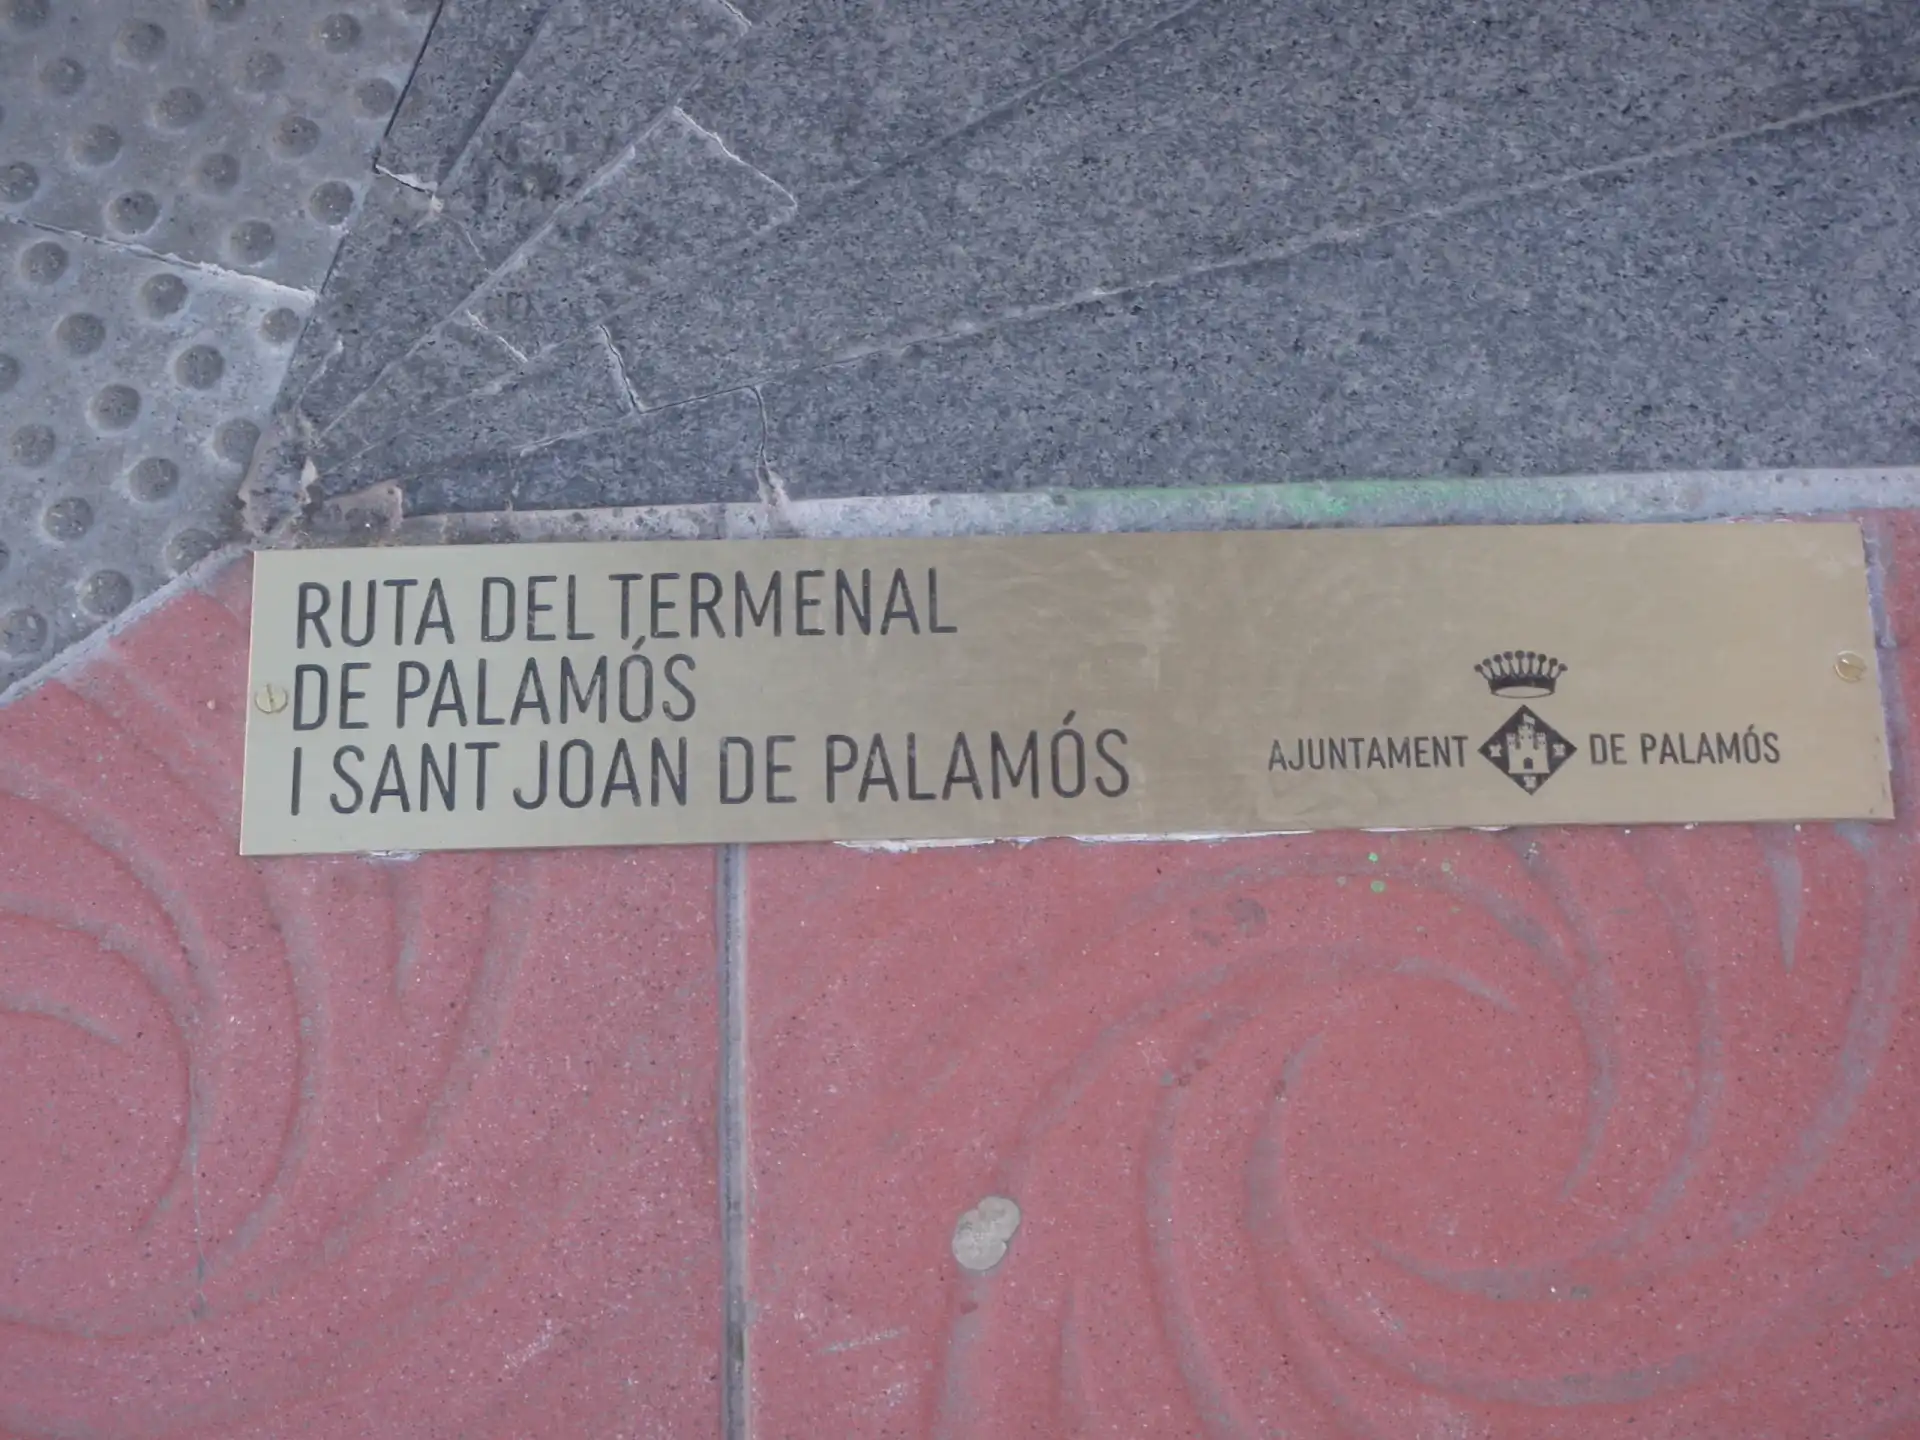 RUTA DEL TERMENAL
DE PALAMÓS
I SANT JOAN DE PALAMÓS
AJUNTAMENT DE PALAMÓS